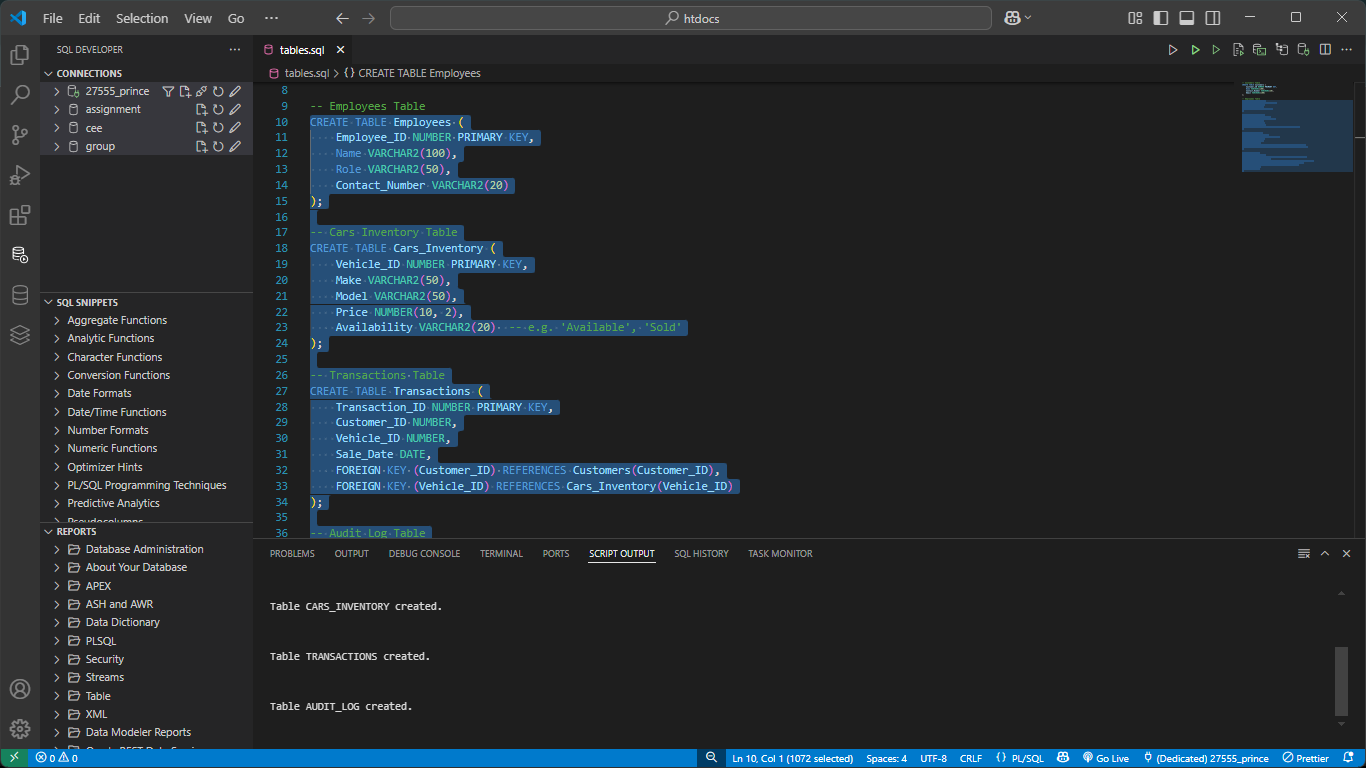 File Edit Selection View Go ··· htdocs
SQL DEVELOPER ···
CONNECTIONS
27555_prince
assignment
cee
group
SQL SNIPPETS
Aggregate Functions
Analytic Functions
Character Functions
Conversion Functions
Date Formats
Date/Time Functions
Number Formats
Numeric Functions
Optimizer Hints
PL/SQL Programming Techniques
Predictive Analytics
Pseudocolumns
REPORTS
Database Administration
About Your Database
APEX
ASH and AWR
Data Dictionary
PLSQL
Security
Streams
Table
XML
Data Modeler Reports
tables.sql
tables.sql > {} CREATE TABLE Employees
8
9 -- Employees Table
10 CREATE TABLE Employees (
11 Employee_ID NUMBER PRIMARY KEY,
12 Name VARCHAR2(100),
13 Role VARCHAR2(50),
14 Contact_Number VARCHAR2(20)
15 );
16
17 -- Cars Inventory Table
18 CREATE TABLE Cars_Inventory (
19 Vehicle_ID NUMBER PRIMARY KEY,
20 Make VARCHAR2(50),
21 Model VARCHAR2(50),
22 Price NUMBER(10, 2),
23 Availability VARCHAR2(20) -- e.g. 'Available', 'Sold'
24 );
25
26 -- Transactions Table
27 CREATE TABLE Transactions (
28 Transaction_ID NUMBER PRIMARY KEY,
29 Customer_ID NUMBER,
30 Vehicle_ID NUMBER,
31 Sale_Date DATE,
32 FOREIGN KEY (Customer_ID) REFERENCES Customers(Customer_ID),
33 FOREIGN KEY (Vehicle_ID) REFERENCES Cars_Inventory(Vehicle_ID)
34 );
35
36 -- Audit Log Table
PROBLEMS OUTPUT DEBUG CONSOLE TERMINAL PORTS SCRIPT OUTPUT SQL HISTORY TASK MONITOR
Table CARS_INVENTORY created.
Table TRANSACTIONS created.
Table AUDIT_LOG created.
0 0 Ln 10, Col 1 (1072 selected) Spaces: 4 UTF-8 CRLF {} PL/SQL Go Live (Dedicated) 27555_prince Prettier